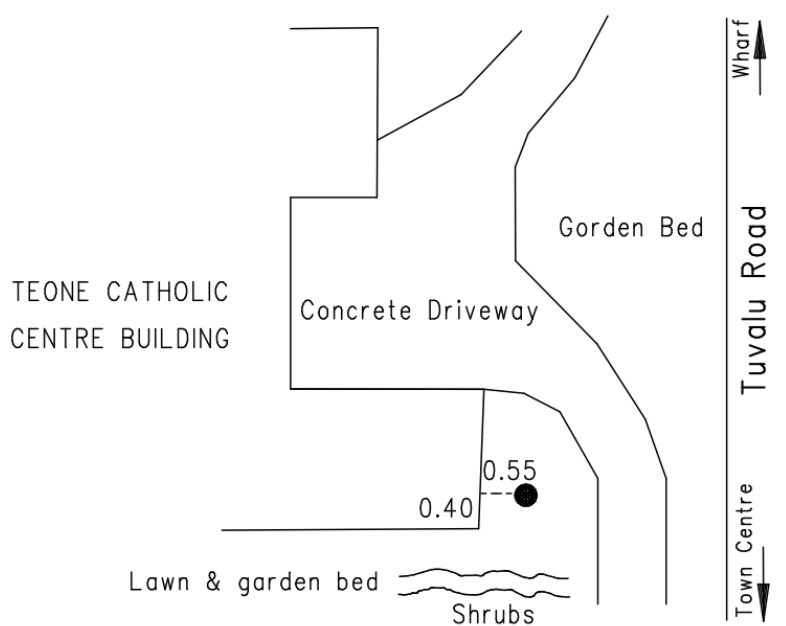 Wharf
Gorden Bed
Tuvalu Road
TEONE CATHOLIC
CENTRE BUILDING
Concrete Driveway
0.55
0.40
Town Centre
Lawn & garden bed
Shrubs